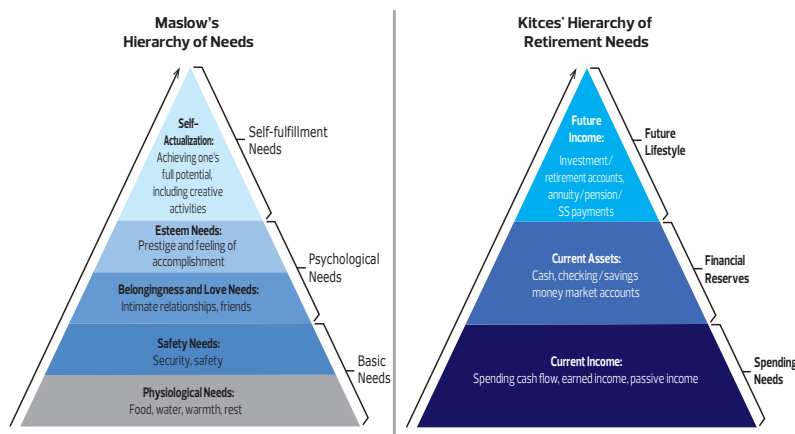 Maslow's
Hierarchy of Needs
Self-
Actualization:
Achieving one's
full potential,
including creative
activities
Self-fulfillment
Needs
Esteem Needs:
Prestige and feeling of
accomplishment
Psychological
Needs
Belongingness and Love Needs:
Intimate relationships, friends
Safety Needs:
Security, safety
Basic
Needs
Physiological Needs:
Food, water, warmth, rest
Kitces' Hierarchy of
Retirement Needs
Future
Income:
Investment/
retirement accounts,
annuity/pension/
SS payments
Future
Lifestyle
Current Assets:
Cash, checking/savings
money market accounts
Financial
Reserves
Current Income:
Spending cash flow, earned income, passive income
Spending
Needs